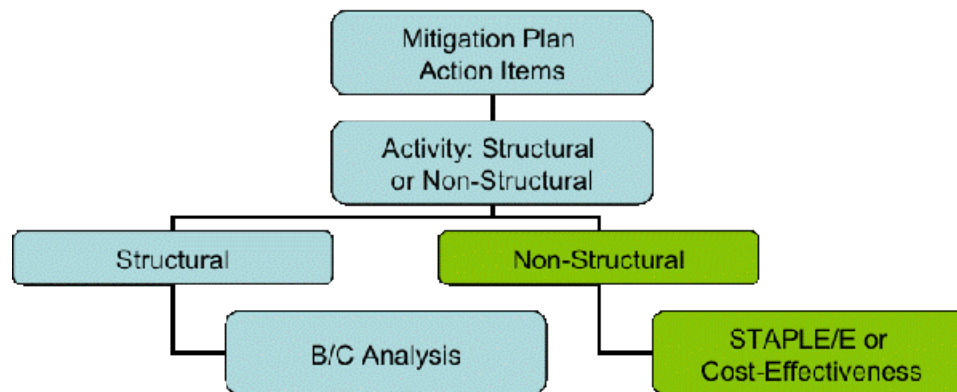 Mitigation Plan
Action Items
Activity: Structural
or Non-Structural
Structural
Non-Structural
B/C Analysis
STAPLE/E or
Cost-Effectiveness